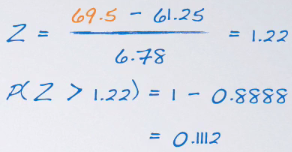 Z = (69.5 - 61.25) / 6.78 = 1.22
P(Z > 1.22) = 1 - 0.8888
= 0.1112